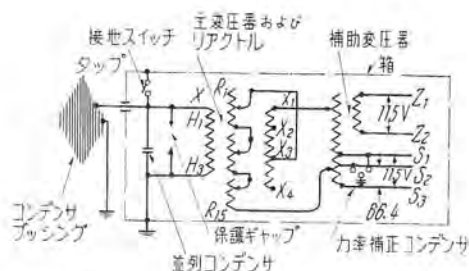 主変圧器および
リアクトル
接地スイッチ
タップ
補助変圧器
箱
R1
X
X1
Z1
H1
X2
115V
Z2
X3
S1
H3
115V
S2
X4
S3
R15
66.4
コンデンサ
ブッシング
保護ギャップ
力率補正コンデンサ
並列コンデンサ